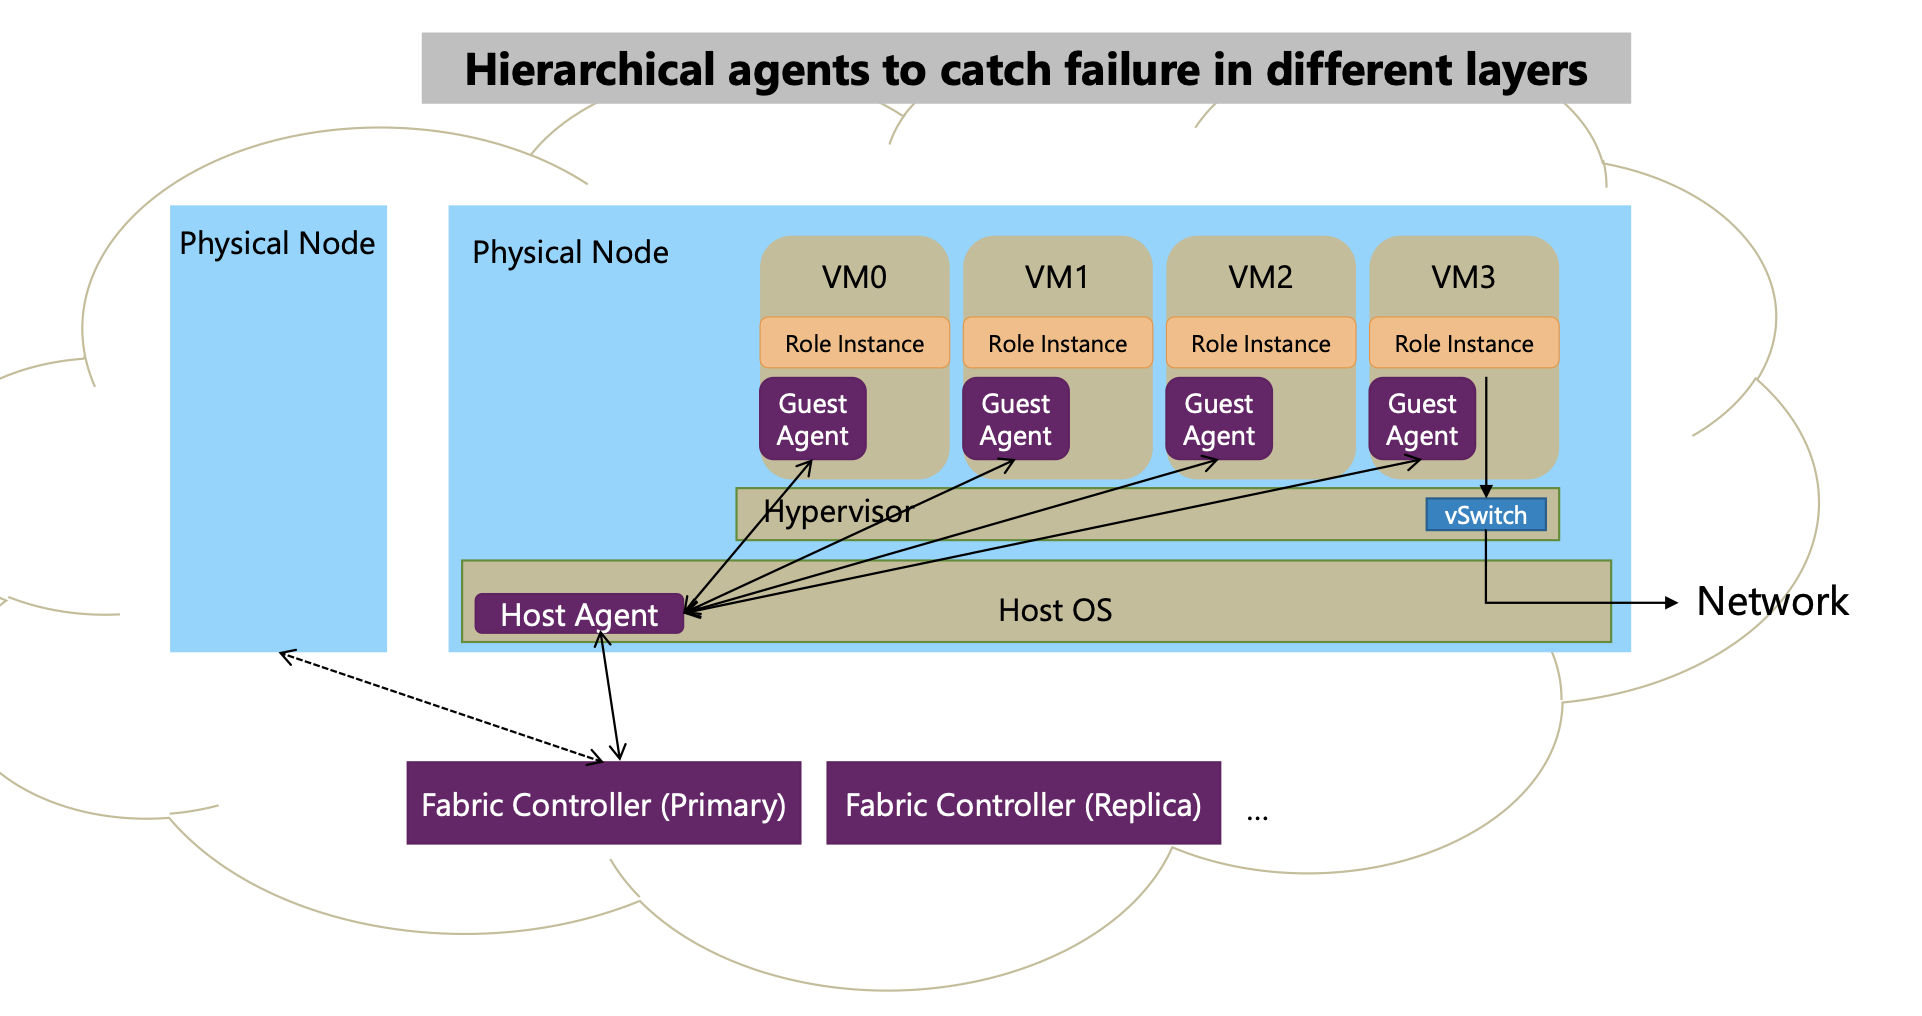 Hierarchical agents to catch failure in different layers
Physical Node
Physical Node
VM0
VM1
VM2
VM3
Role Instance
Role Instance
Role Instance
Role Instance
Guest
Agent
Guest
Agent
Guest
Agent
Guest
Agent
Hypervisor
vSwitch
Host Agent
Host OS
Network
Fabric Controller (Primary)
Fabric Controller (Replica)
...